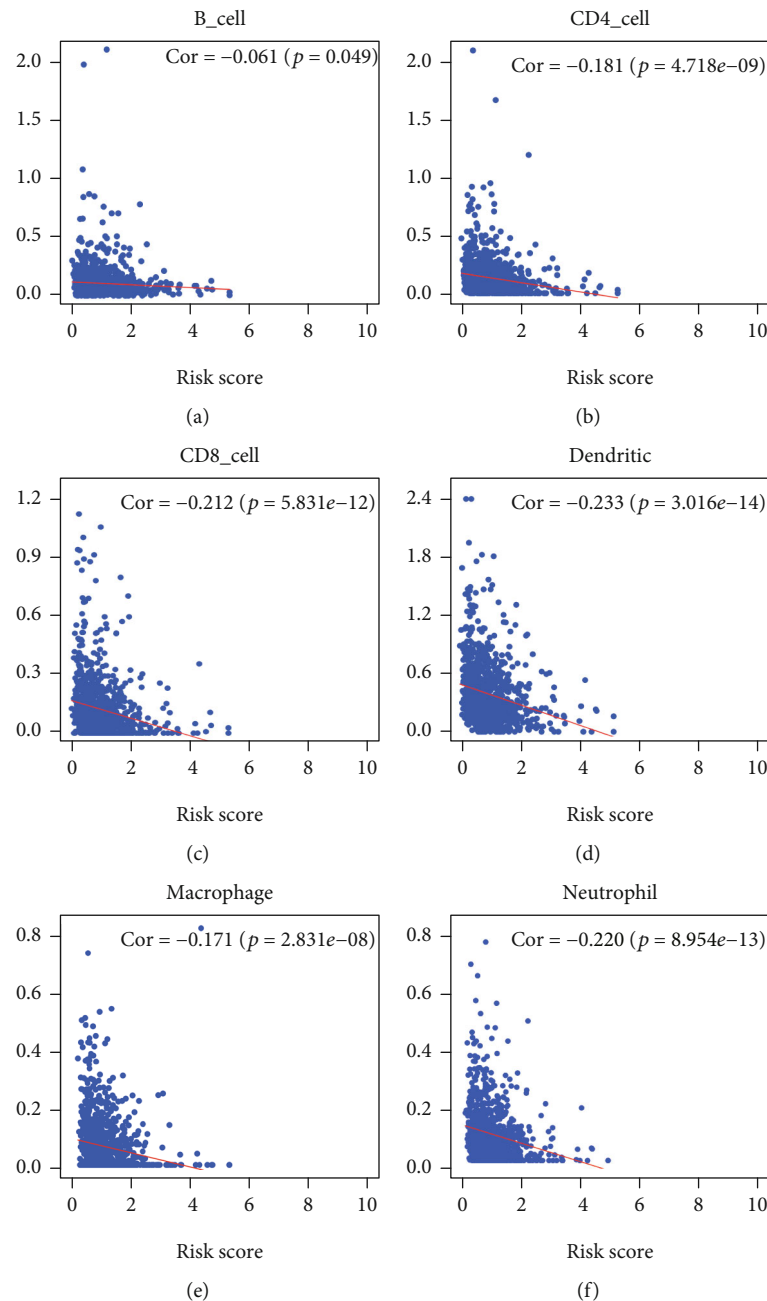 B_cell
Cor = −0.061 (p = 0.049)
2.0
1.5
1.0
0.5
0.0
0 2 4 6 8 10
Risk score
(a)
CD4_cell
Cor = −0.181 (p = 4.718e−09)
2.0
1.5
1.0
0.5
0.0
0 2 4 6 8 10
Risk score
(b)
CD8_cell
Cor = −0.212 (p = 5.831e−12)
1.2
0.9
0.6
0.3
0.0
0 2 4 6 8 10
Risk score
(c)
Dendritic
Cor = −0.233 (p = 3.016e−14)
2.4
1.8
1.2
0.6
0.0
0 2 4 6 8 10
Risk score
(d)
Macrophage
Cor = −0.171 (p = 2.831e−08)
0.8
0.6
0.4
0.2
0.0
0 2 4 6 8 10
Risk score
(e)
Neutrophil
Cor = −0.220 (p = 8.954e−13)
0.8
0.6
0.4
0.2
0.0
0 2 4 6 8 10
Risk score
(f)